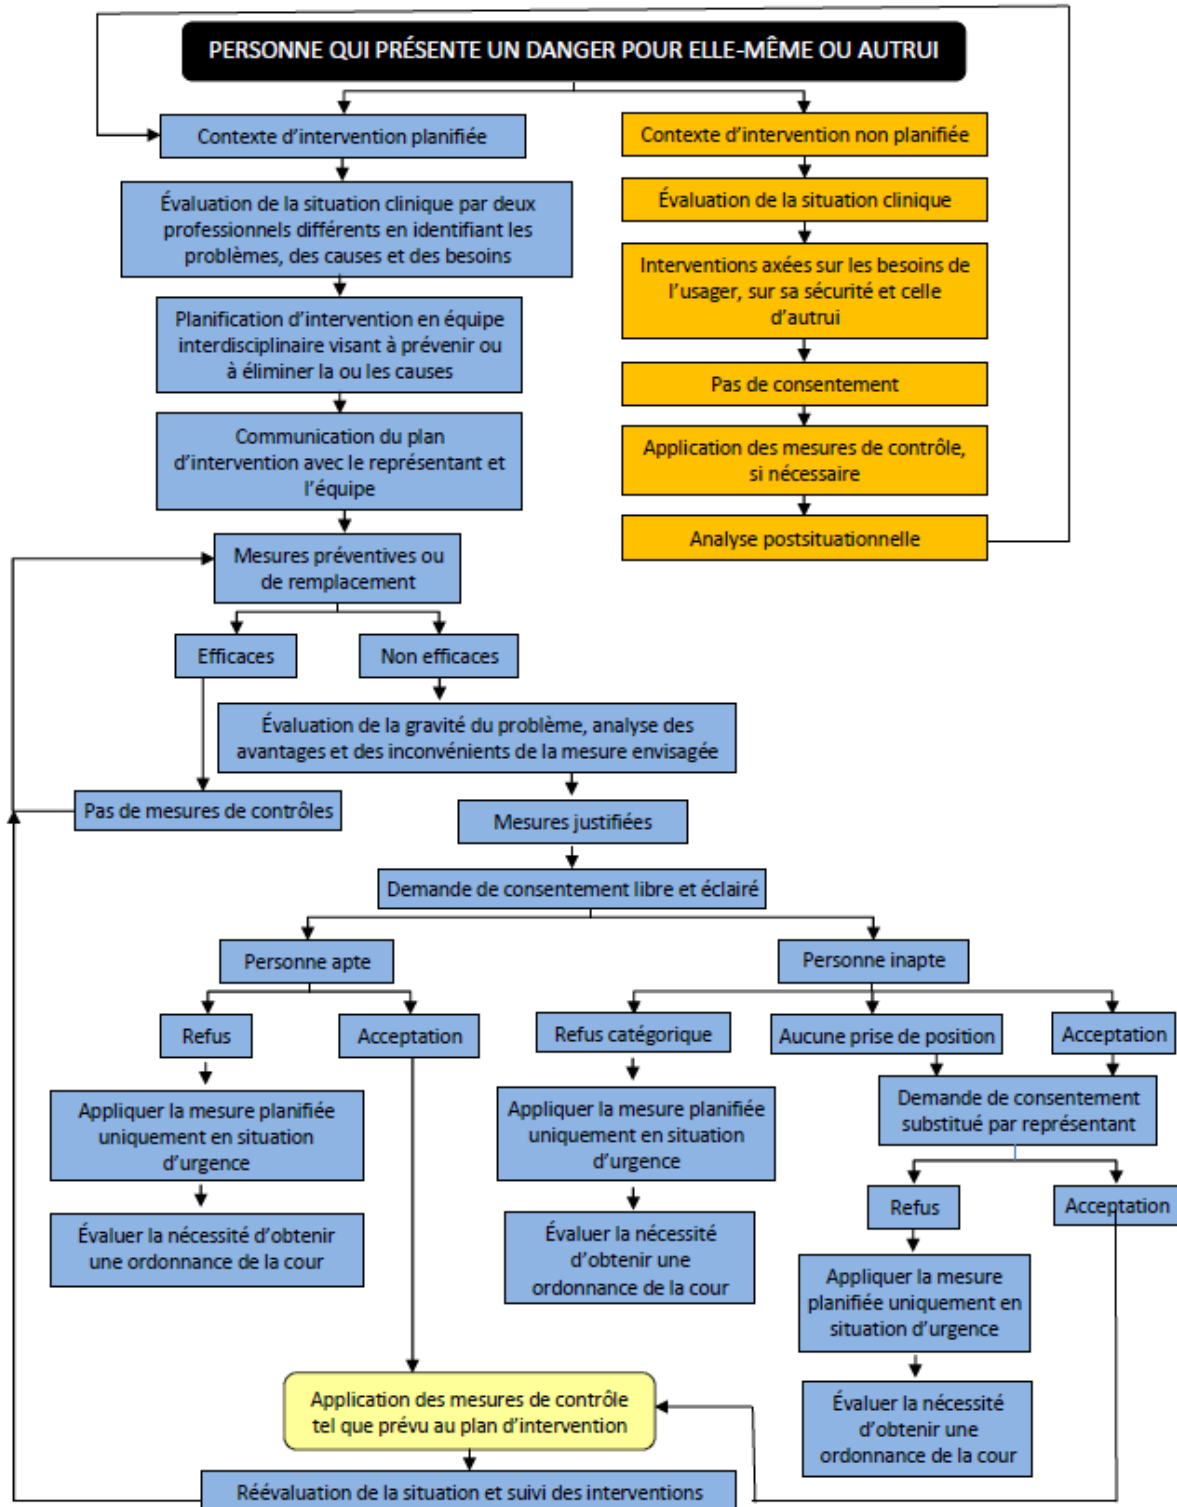 PERSONNE QUI PRÉSENTE UN DANGER POUR ELLE-MÊME OU AUTRUI
Contexte d'intervention planifiée
Évaluation de la situation clinique par deux
professionnels différents en identifiant les
problèmes, des causes et des besoins
Planification d'intervention en équipe
interdisciplinaire visant à prévenir ou
à éliminer la ou les causes
Communication du plan
d'intervention avec le représentant et
l'équipe
Contexte d'intervention non planifiée
Évaluation de la situation clinique
Interventions axées sur les besoins de
l'usager, sur sa sécurité et celle
d'autrui
Pas de consentement
Application des mesures de contrôle,
si nécessaire
Analyse postsituationnelle
Mesures préventives ou
de remplacement
Efficaces
Non efficaces
Évaluation de la gravité du problème, analyse des
avantages et des inconvénients de la mesure envisagée
Pas de mesures de contrôles
Mesures justifiées
Demande de consentement libre et éclairé
Personne apte
Personne inapte
Refus
Acceptation
Refus catégorique
Aucune prise de position
Acceptation
Appliquer la mesure planifiée
uniquement en situation
d'urgence
Évaluer la nécessité d'obtenir
une ordonnance de la cour
Appliquer la mesure planifiée
uniquement en situation
d'urgence
Évaluer la nécessité
d'obtenir une
ordonnance de la cour
Demande de consentement
substitué par représentant
Refus
Acceptation
Appliquer la mesure
planifiée uniquement en
situation d'urgence
Évaluer la nécessité
d'obtenir une
ordonnance de la cour
Application des mesures de contrôle
tel que prévu au plan d'intervention
Réévaluation de la situation et suivi des interventions